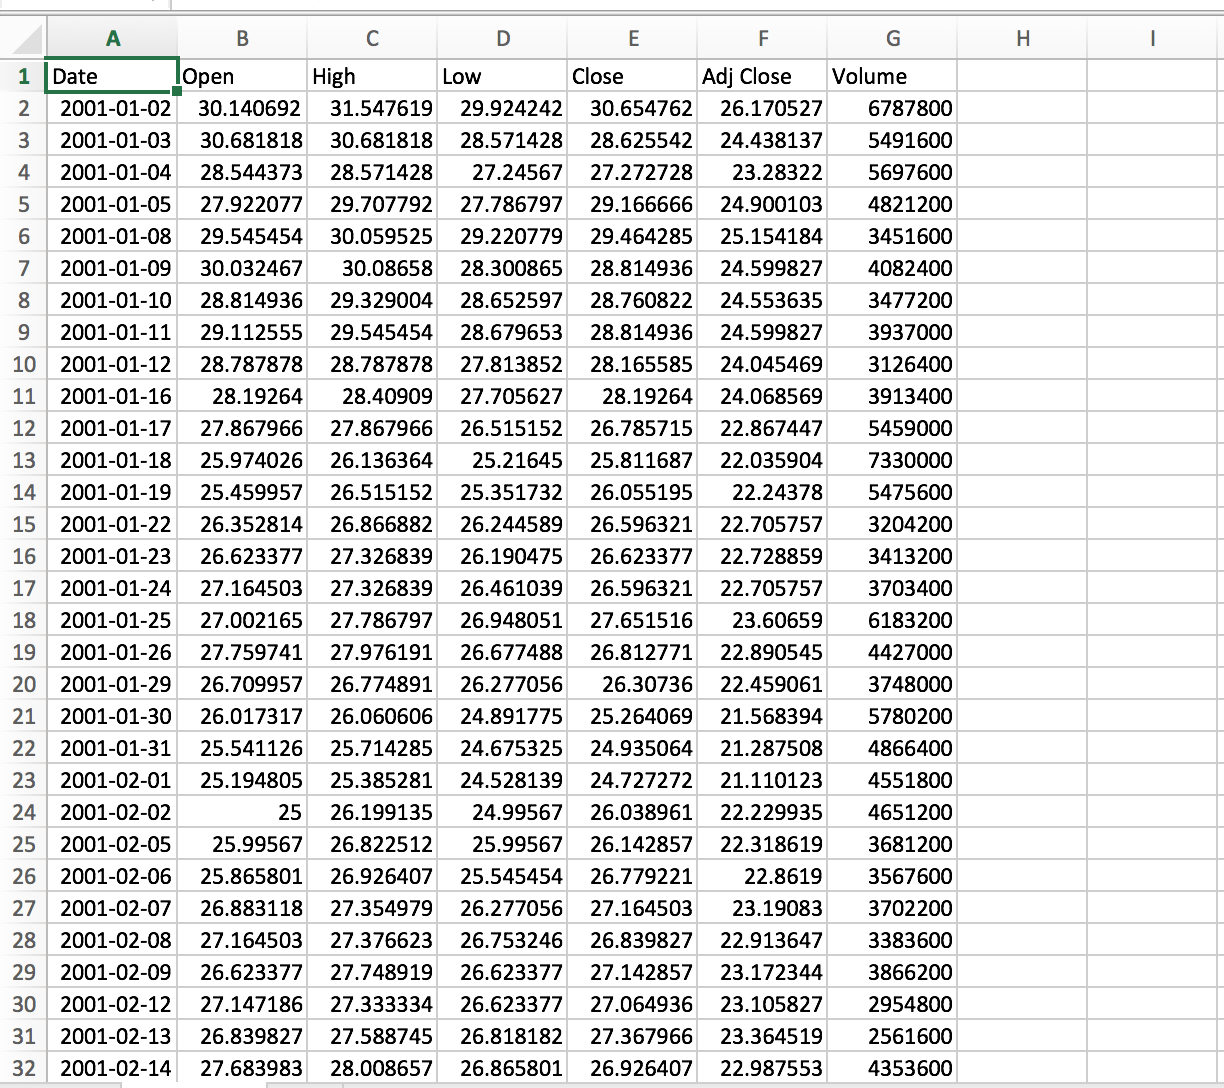 A B C D E F G H I
1 Date Open High Low Close Adj Close Volume
2 2001-01-02 30.140692 31.547619 29.924242 30.654762 26.170527 6787800
3 2001-01-03 30.681818 30.681818 28.571428 28.625542 24.438137 5491600
4 2001-01-04 28.544373 28.571428 27.24567 27.272728 23.28322 5697600
5 2001-01-05 27.922077 29.707792 27.786797 29.166666 24.900103 4821200
6 2001-01-08 29.545454 30.059525 29.220779 29.464285 25.154184 3451600
7 2001-01-09 30.032467 30.08658 28.300865 28.814936 24.599827 4082400
8 2001-01-10 28.814936 29.329004 28.652597 28.760822 24.553635 3477200
9 2001-01-11 29.112555 29.545454 28.679653 28.814936 24.599827 3937000
10 2001-01-12 28.787878 28.787878 27.813852 28.165585 24.045469 3126400
11 2001-01-16 28.19264 28.40909 27.705627 28.19264 24.068569 3913400
12 2001-01-17 27.867966 27.867966 26.515152 26.785715 22.867447 5459000
13 2001-01-18 25.974026 26.136364 25.21645 25.811687 22.035904 7330000
14 2001-01-19 25.459957 26.515152 25.351732 26.055195 22.24378 5475600
15 2001-01-22 26.352814 26.866882 26.244589 26.596321 22.705757 3204200
16 2001-01-23 26.623377 27.326839 26.190475 26.623377 22.728859 3413200
17 2001-01-24 27.164503 27.326839 26.461039 26.596321 22.705757 3703400
18 2001-01-25 27.002165 27.786797 26.948051 27.651516 23.60659 6183200
19 2001-01-26 27.759741 27.976191 26.677488 26.812771 22.890545 4427000
20 2001-01-29 26.709957 26.774891 26.277056 26.30736 22.459061 3748000
21 2001-01-30 26.017317 26.060606 24.891775 25.264069 21.568394 5780200
22 2001-01-31 25.541126 25.714285 24.675325 24.935064 21.287508 4866400
23 2001-02-01 25.194805 25.385281 24.528139 24.727272 21.110123 4551800
24 2001-02-02 25 26.199135 24.99567 26.038961 22.229935 4651200
25 2001-02-05 25.99567 26.822512 25.99567 26.142857 22.318619 3681200
26 2001-02-06 25.865801 26.926407 25.545454 26.779221 22.8619 3567600
27 2001-02-07 26.883118 27.354979 26.277056 27.164503 23.19083 3702200
28 2001-02-08 27.164503 27.376623 26.753246 26.839827 22.913647 3383600
29 2001-02-09 26.623377 27.748919 26.623377 27.142857 23.172344 3866200
30 2001-02-12 27.147186 27.333334 26.623377 27.064936 23.105827 2954800
31 2001-02-13 26.839827 27.588745 26.818182 27.367966 23.364519 2561600
32 2001-02-14 27.683983 28.008657 26.865801 26.926407 22.987553 4353600